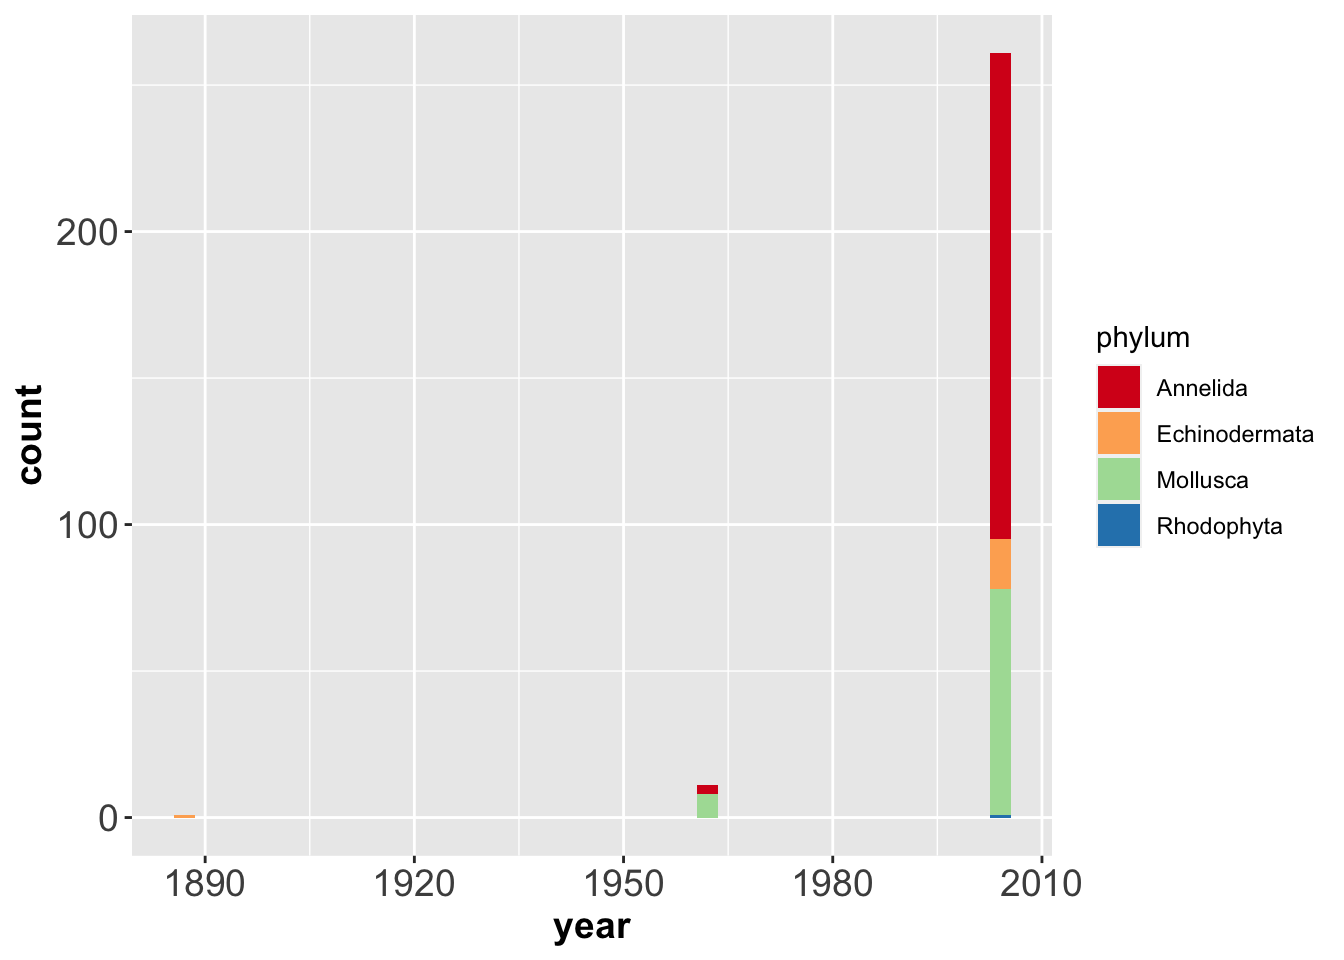 200
100
0
count
1890 1920 1950 1980 2010
year
phylum
Annelida
Echinodermata
Mollusca
Rhodophyta